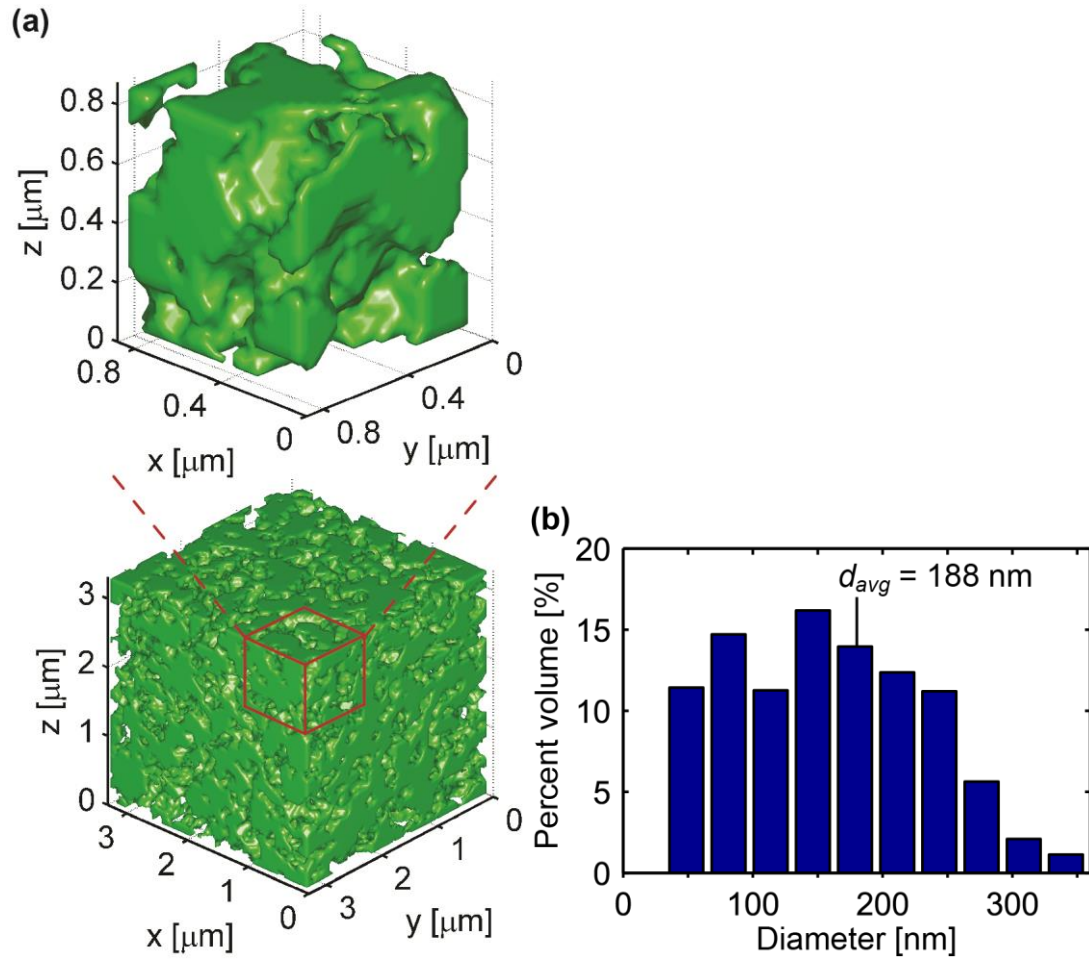 (a)
0.8
0.6
0.4
0.2
0
z [μm]
0.8
0.4
0
x [μm]
0.8
0.4
0
y [μm]
3
2
1
0
z [μm]
3
2
1
0
x [μm]
3
2
1
0
y [μm]
(b)
20
15
10
5
0
Percent volume [%]
d_avg = 188 nm
0 100 200 300
Diameter [nm]